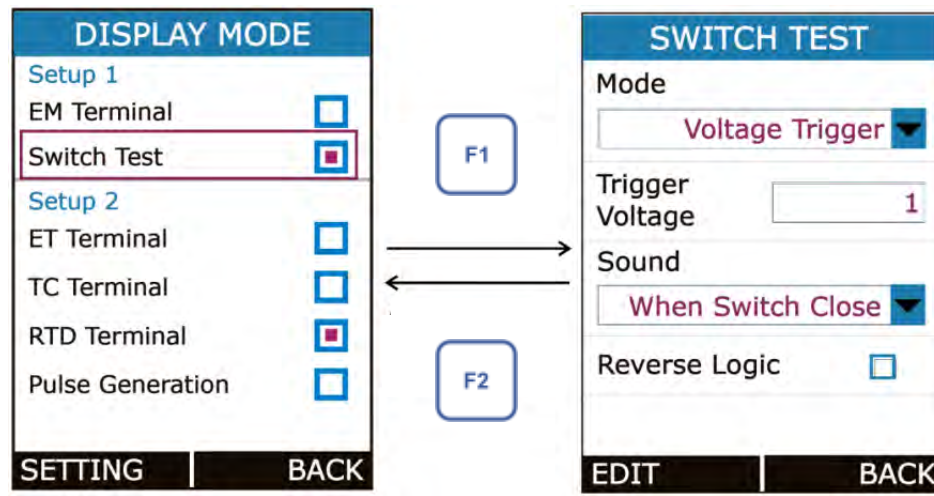 DISPLAY MODE
Setup 1
EM Terminal
Switch Test
Setup 2
ET Terminal
TC Terminal
RTD Terminal
Pulse Generation
SETTING BACK
F1
F2
SWITCH TEST
Mode
Voltage Trigger
Trigger
Voltage
1
Sound
When Switch Close
Reverse Logic
EDIT BACK